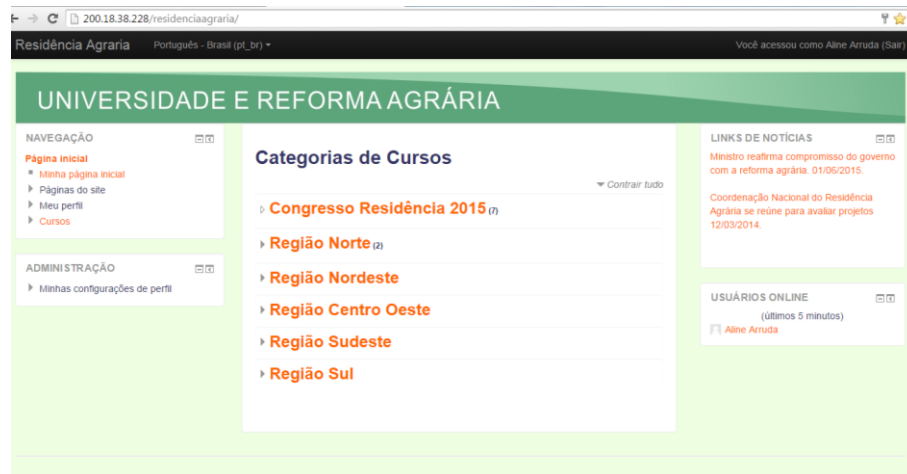 200.18.38.228/residenciaagraria/
Residência Agraria Português - Brasil (pt_br) Você acessou como Aline Arruda (Sair)
UNIVERSIDADE E REFORMA AGRÁRIA
NAVEGAÇÃO
Página inicial
Minha página inicial
Páginas do site
Meu perfil
Cursos
ADMINISTRAÇÃO
Minhas configurações de perfil
Categorias de Cursos
Contrair tudo
Congresso Residência 2015 (7)
Região Norte (2)
Região Nordeste
Região Centro Oeste
Região Sudeste
Região Sul
LINKS DE NOTÍCIAS
Ministro reafirma compromisso do governo
com a reforma agrária. 01/06/2015.
Coordenação Nacional do Residência
Agrária se reúne para avaliar projetos
12/03/2014.
USUÁRIOS ONLINE
(últimos 5 minutos)
Aline Arruda